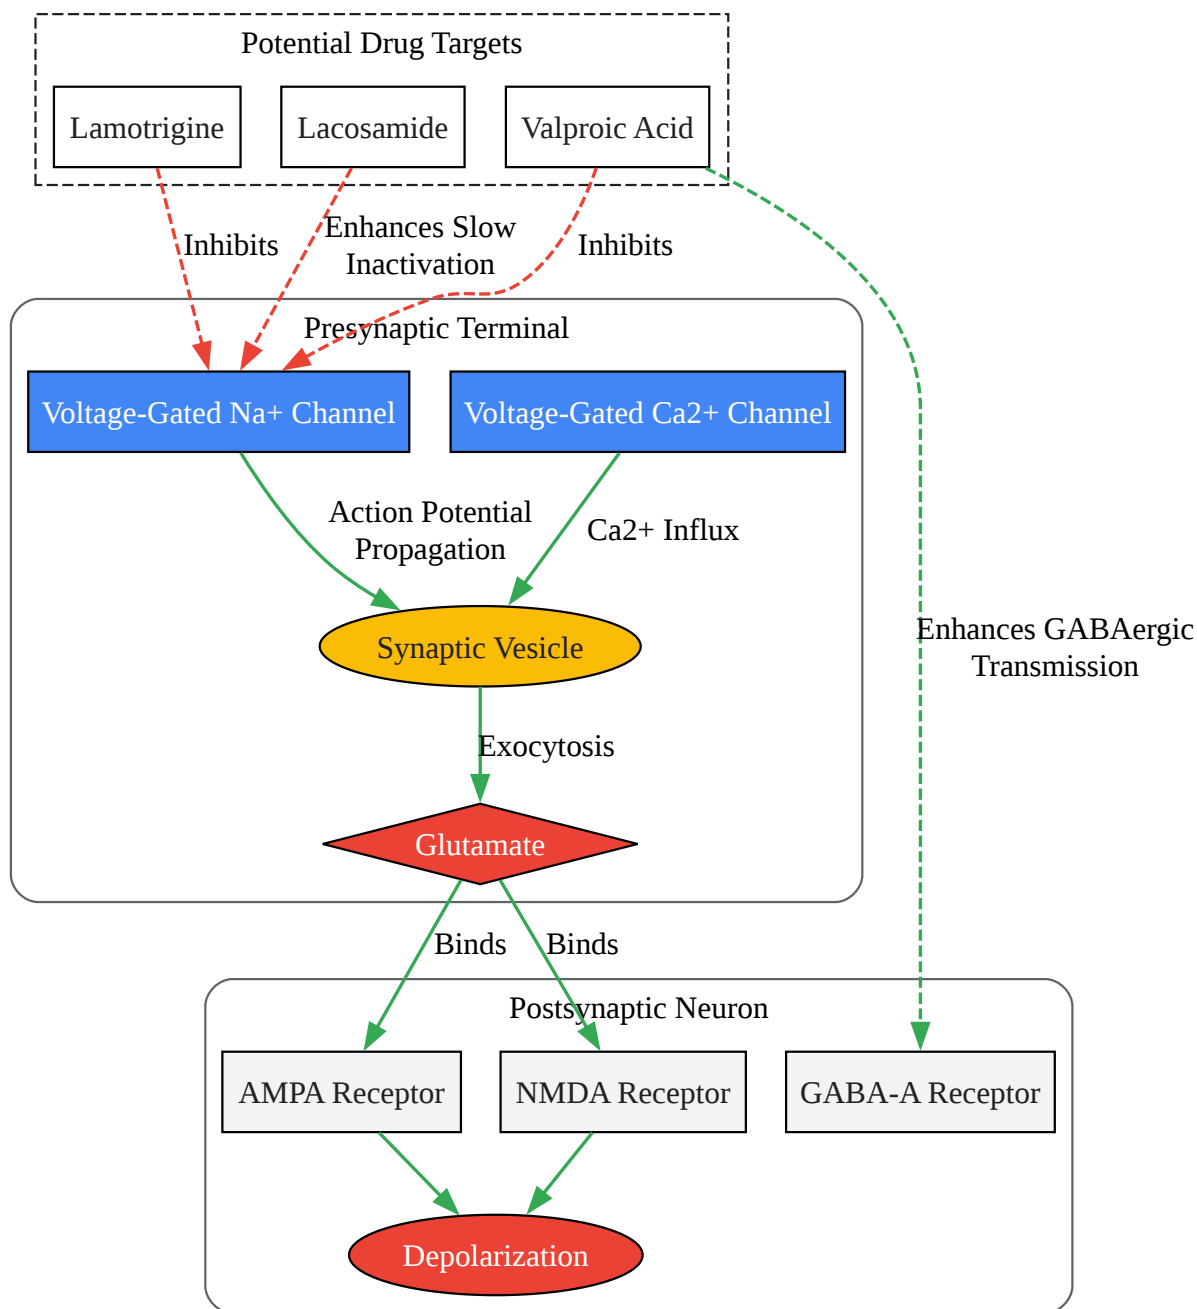 Potential Drug Targets
Lamotrigine
Lacosamide
Valproic Acid
Inhibits
Enhances Slow
Inactivation
Inhibits
Presynaptic Terminal
Voltage-Gated Na+ Channel
Voltage-Gated Ca2+ Channel
Action Potential
Propagation
Ca2+ Influx
Synaptic Vesicle
Enhances GABAergic
Transmission
Exocytosis
Glutamate
Binds
Binds
Postsynaptic Neuron
AMPA Receptor
NMDA Receptor
GABA-A Receptor
Depolarization